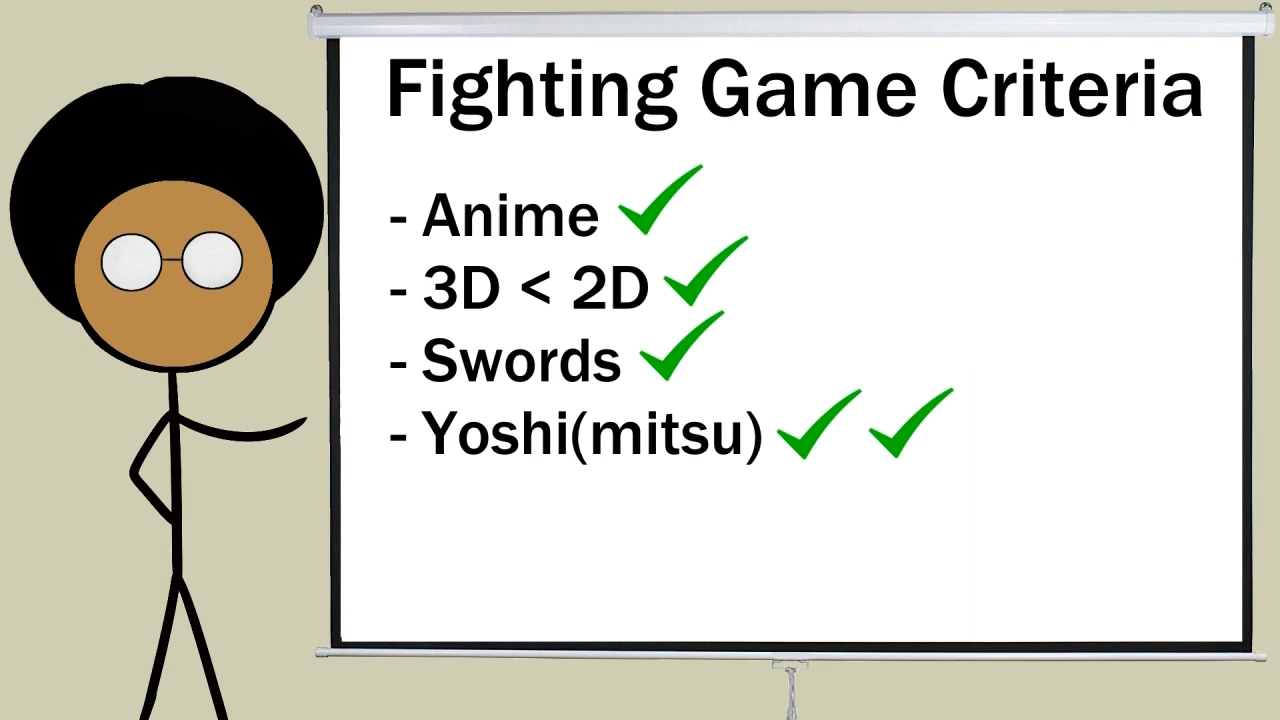 Fighting Game Criteria
- Anime
- 3D < 2D
- Swords
- Yoshi(mitsu)